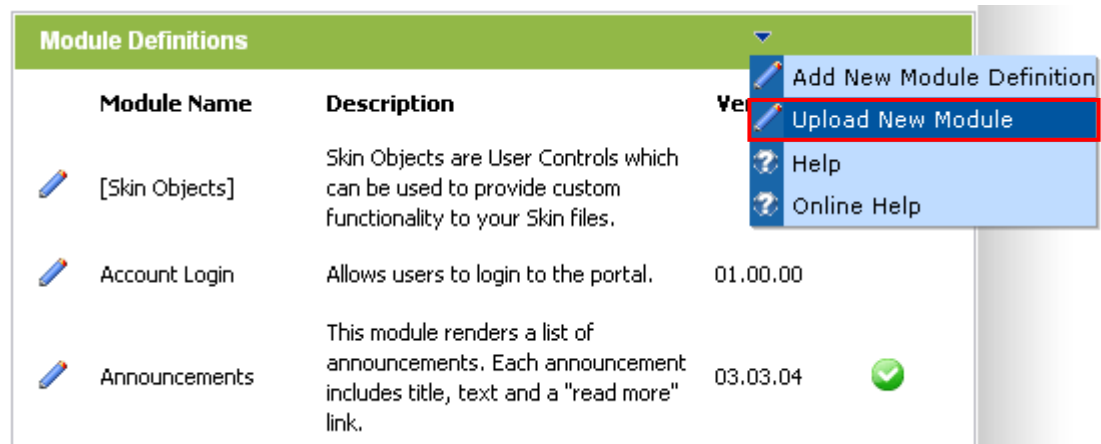 Module Definitions
Add New Module Definition
Upload New Module
Help
Online Help
Module Name Description Ve
[Skin Objects]
Skin Objects are User Controls which
can be used to provide custom
functionality to your Skin files.
Account Login Allows users to login to the portal. 01.00.00
Announcements
This module renders a list of
announcements. Each announcement
includes title, text and a "read more"
link.
03.03.04